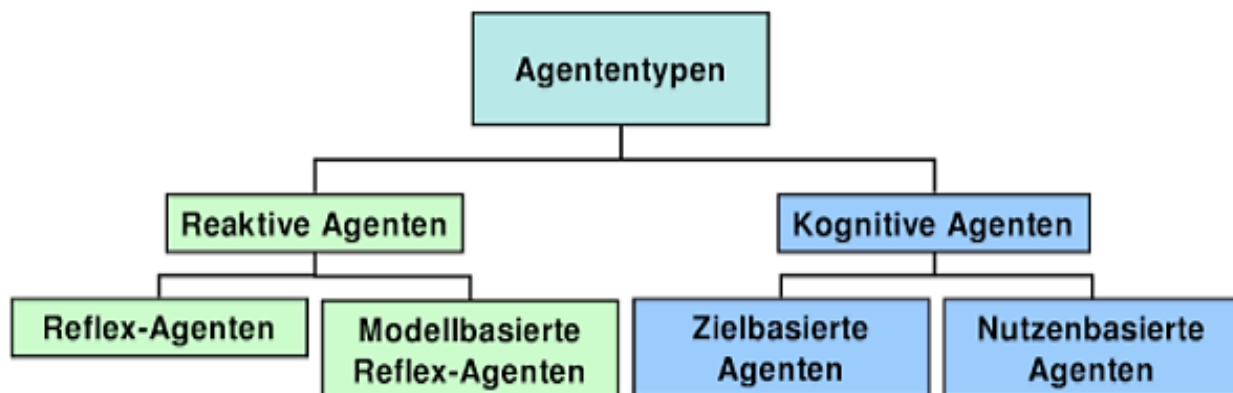 Agententypen
Reaktive Agenten
Kognitive Agenten
Reflex-Agenten
Modellbasierte
Reflex-Agenten
Zielbasierte
Agenten
Nutzenbasierte
Agenten